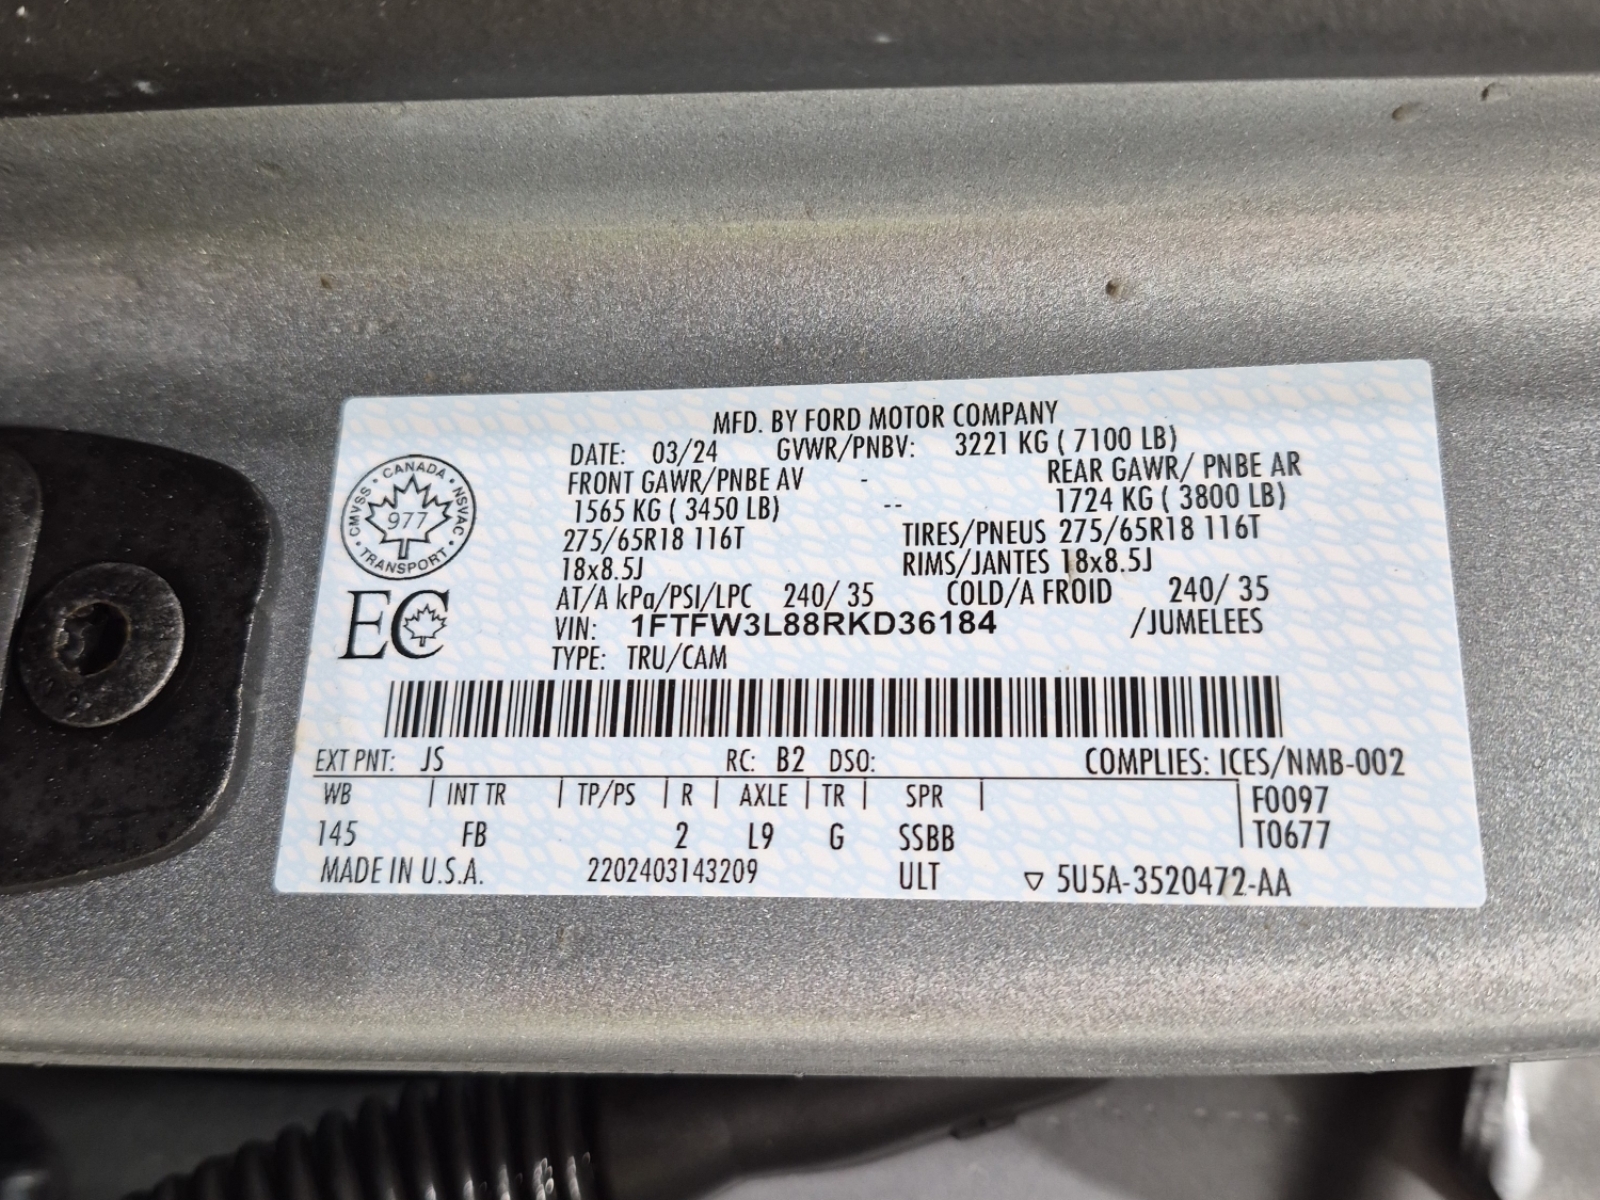 MFD. BY FORD MOTOR COMPANY
DATE: 03/24 GVWR/PNBV: 3221 KG ( 7100 LB)
FRONT GAWR/PNBE AV - REAR GAWR/ PNBE AR
1565 KG ( 3450 LB) -- 1724 KG ( 3800 LB)
275/65R18 116T TIRES/PNEUS 275/65R18 116T
18x8.5J RIMS/JANTES 18x8.5J
AT/A kPa/PSI/LPC 240/ 35 COLD/A FROID 240/ 35
VIN: 1FTFW3L88RKD36184 /JUMELEES
TYPE: TRU/CAM
CANADA
CMVSS NSVAC
977
TRANSPORT
EC
EXT PNT: JS RC: B2 DSO: COMPLIES: ICES/NMB-002
WB | INT TR | TP/PS | R | AXLE | TR | SPR | F0097
145 FB 2 L9 G SSBB T0677
MADE IN U.S.A. 2202403143209 ULT ▽ 5U5A-3520472-AA